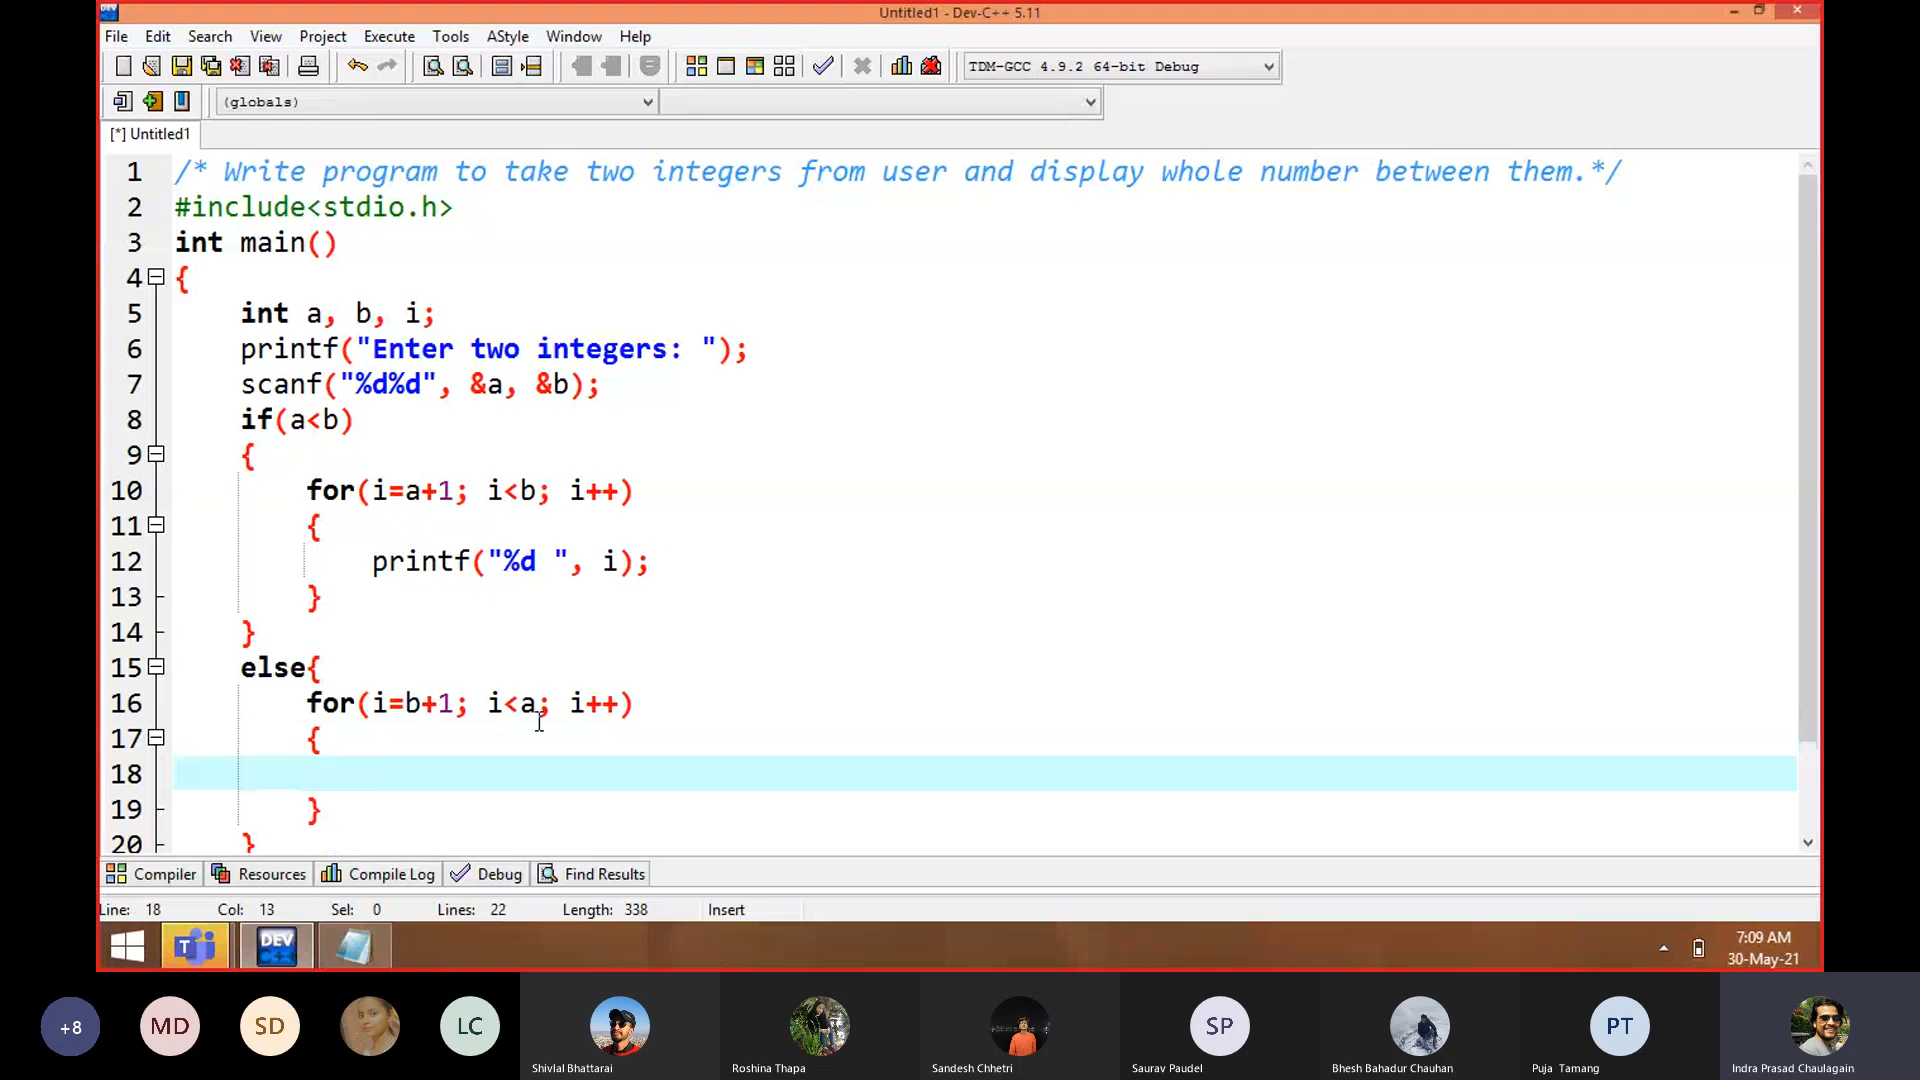 Untitled1 - Dev-C++ 5.11
File Edit Search View Project Execute Tools AStyle Window Help
TDM-GCC 4.9.2 64-bit Debug
(globals)
[*] Untitled1
1 /* Write program to take two integers from user and display whole number between them.*/
2 #include<stdio.h>
3 int main()
4 {
5 int a, b, i;
6 printf("Enter two integers: ");
7 scanf("%d%d", &a, &b);
8 if(a<b)
9 {
10 for(i=a+1; i<b; i++)
11 {
12 printf("%d ", i);
13 }
14 }
15 else{
16 for(i=b+1; i<a; i++)
17 {
18
19 }
20 }
Compiler Resources Compile Log Debug Find Results
Line: 18 Col: 13 Sel: 0 Lines: 22 Length: 338 Insert
T DEV C++ 7:09 AM
30-May-21
+8 MD SD LC SP PT
Shivlal Bhattarai Roshina Thapa Sandesh Chhetri Saurav Paudel Bhesh Bahadur Chauhan Puja Tamang Indra Prasad Chaulagain